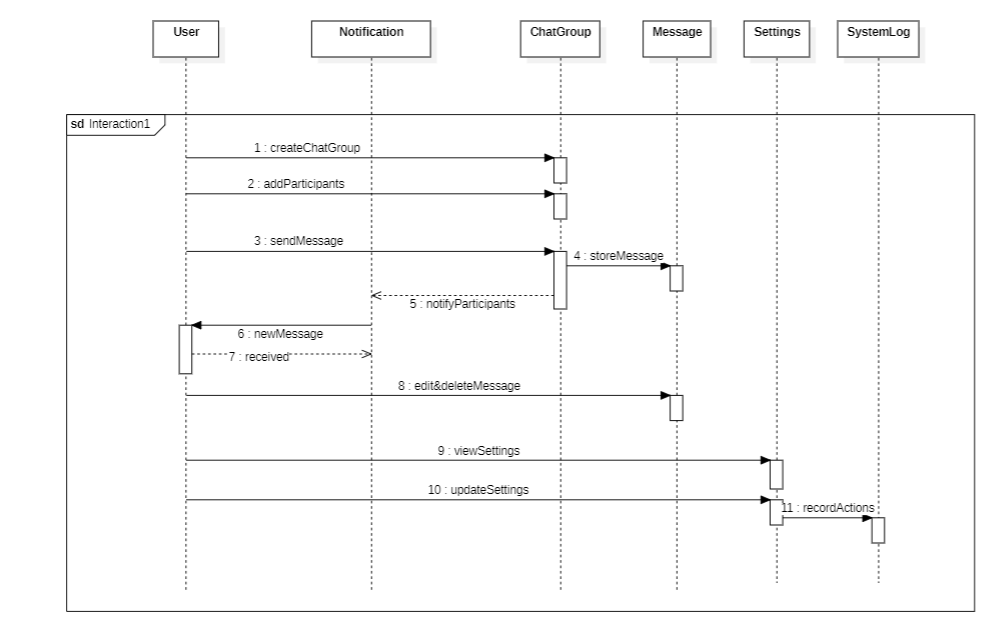 User
Notification
ChatGroup
Message
Settings
SystemLog
sd Interaction1
1 : createChatGroup
2 : addParticipants
3 : sendMessage
4 : storeMessage
5 : notifyParticipants
6 : newMessage
7 : received
8 : edit&deleteMessage
9 : viewSettings
10 : updateSettings
11 : recordActions